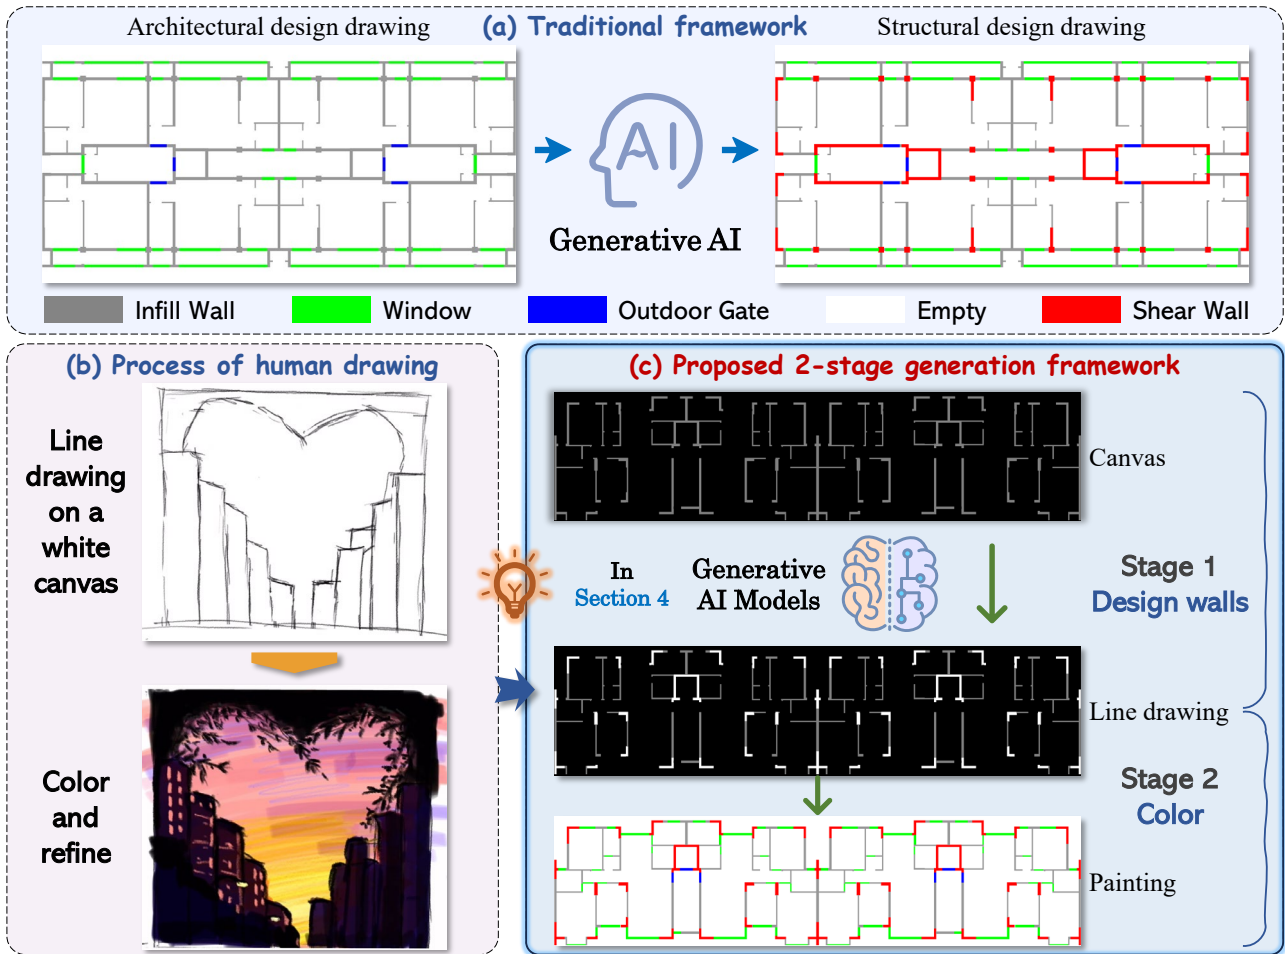 (a) Traditional framework
Architectural design drawing
Structural design drawing
AI
Generative AI
Infill Wall
Window
Outdoor Gate
Empty
Shear Wall
(b) Process of human drawing
Line
drawing
on a
white
canvas
Color
and
refine
(c) Proposed 2-stage generation framework
Canvas
In
Section 4
Generative
AI Models
Stage 1
Design walls
Line drawing
Stage 2
Color
Painting